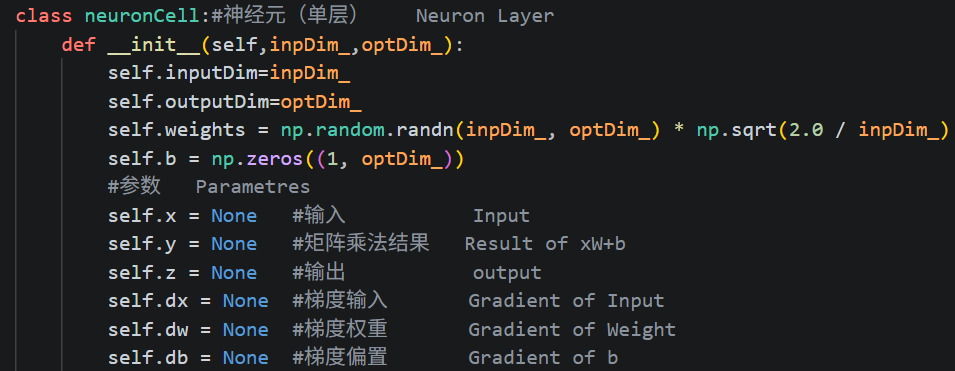 class neuronCell:#神经元（单层）    Neuron Layer
    def __init__(self,inpDim_,optDim_):
        self.inputDim=inpDim_
        self.outputDim=optDim_
        self.weights = np.random.randn(inpDim_, optDim_) * np.sqrt(2.0 / inpDim_)
        self.b = np.zeros((1, optDim_))
        #参数   Parametres
        self.x = None   #输入           Input
        self.y = None   #矩阵乘法结果   Result of xW+b
        self.z = None   #输出           output
        self.dx = None  #梯度输入       Gradient of Input
        self.dw = None  #梯度权重       Gradient of Weight
        self.db = None  #梯度偏置       Gradient of b